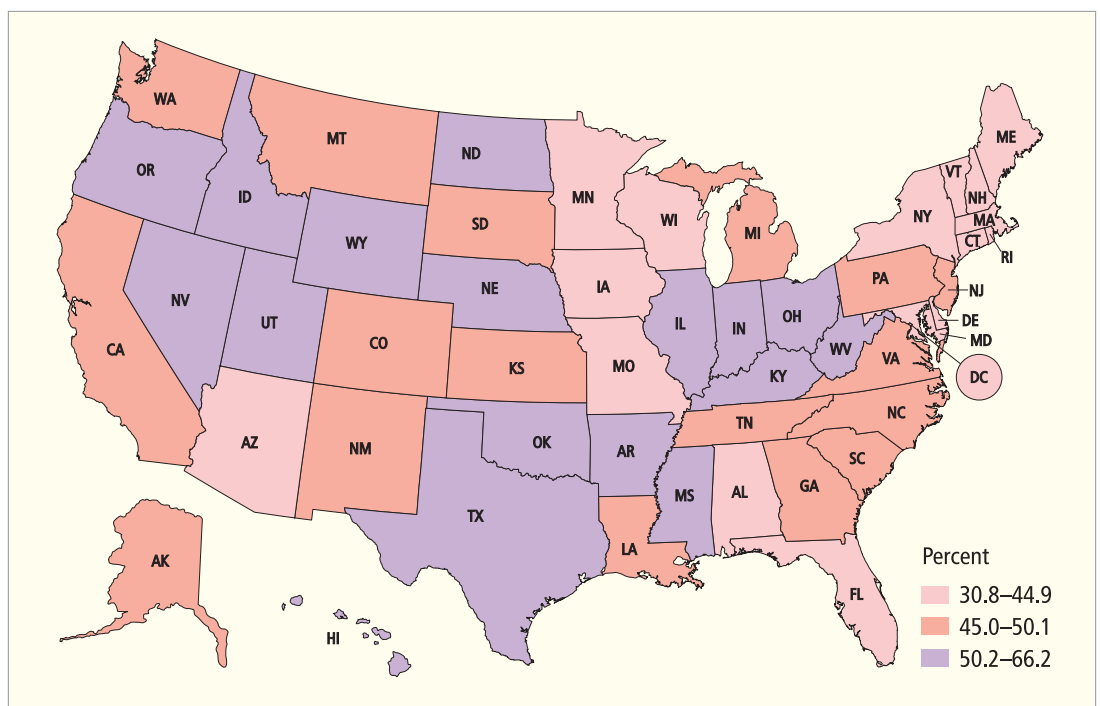 WA
MT
ND
MN
ME
VT
NH
OR
ID
SD
WI
MI
NY
MA
CT
RI
WY
NE
IA
PA
NJ
NV
UT
CO
IL
IN
OH
DE
MD
CA
KS
MO
WV
VA
KY
DC
AZ
NM
OK
AR
TN
NC
SC
TX
MS
AL
GA
LA
AK
FL
HI
Percent
30.8–44.9
45.0–50.1
50.2–66.2